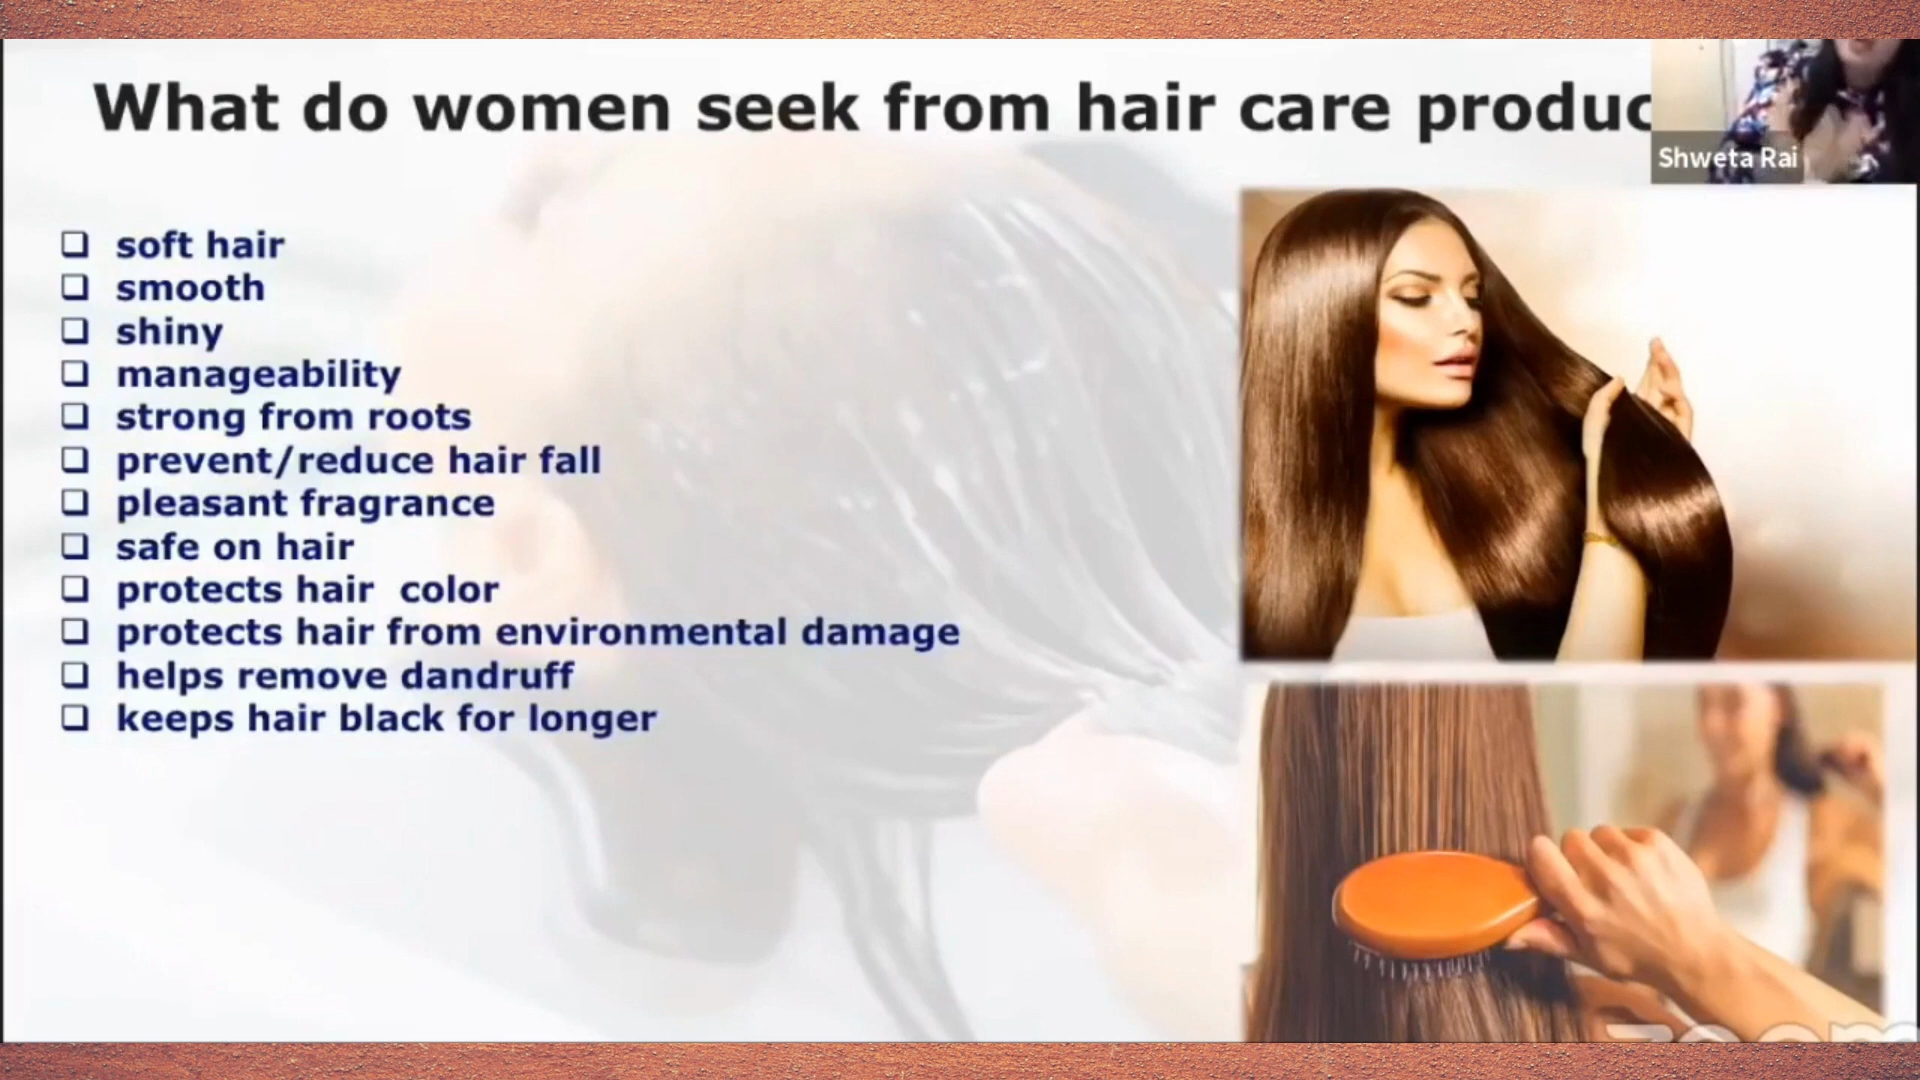 What do women seek from hair care produc
Shweta Rai
❑ soft hair
❑ smooth
❑ shiny
❑ manageability
❑ strong from roots
❑ prevent/reduce hair fall
❑ pleasant fragrance
❑ safe on hair
❑ protects hair color
❑ protects hair from environmental damage
❑ helps remove dandruff
❑ keeps hair black for longer
zoom